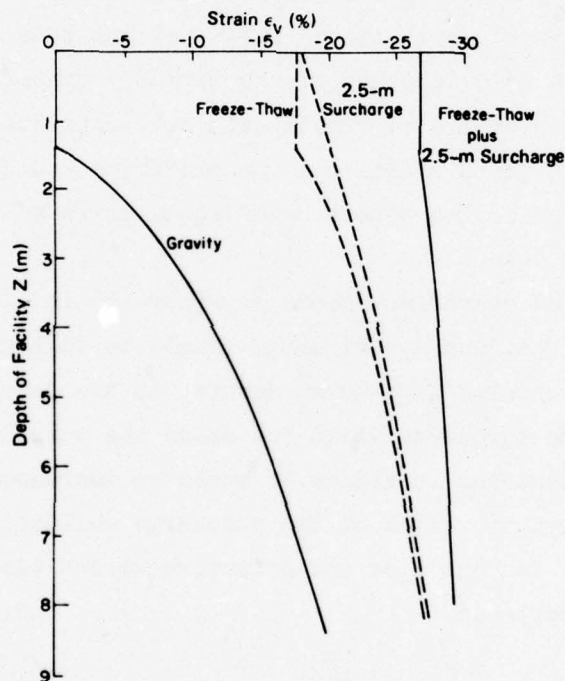 Strain εv (%)
0 -5 -10 -15 -20 -25 -30
Freeze-Thaw
2.5-m
Surcharge
Freeze-Thaw
plus
2.5-m Surcharge
Gravity
Depth of Facility Z (m)
1
2
3
4
5
6
7
8
9